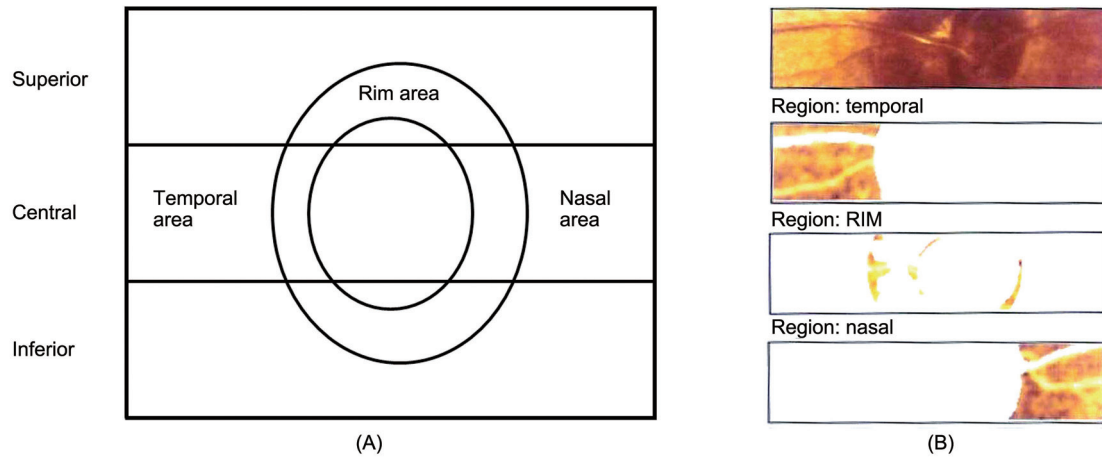 Superior
Rim area
Region: temporal
Central
Temporal
area
Nasal
area
Region: RIM
Region: nasal
Inferior
(A)
(B)